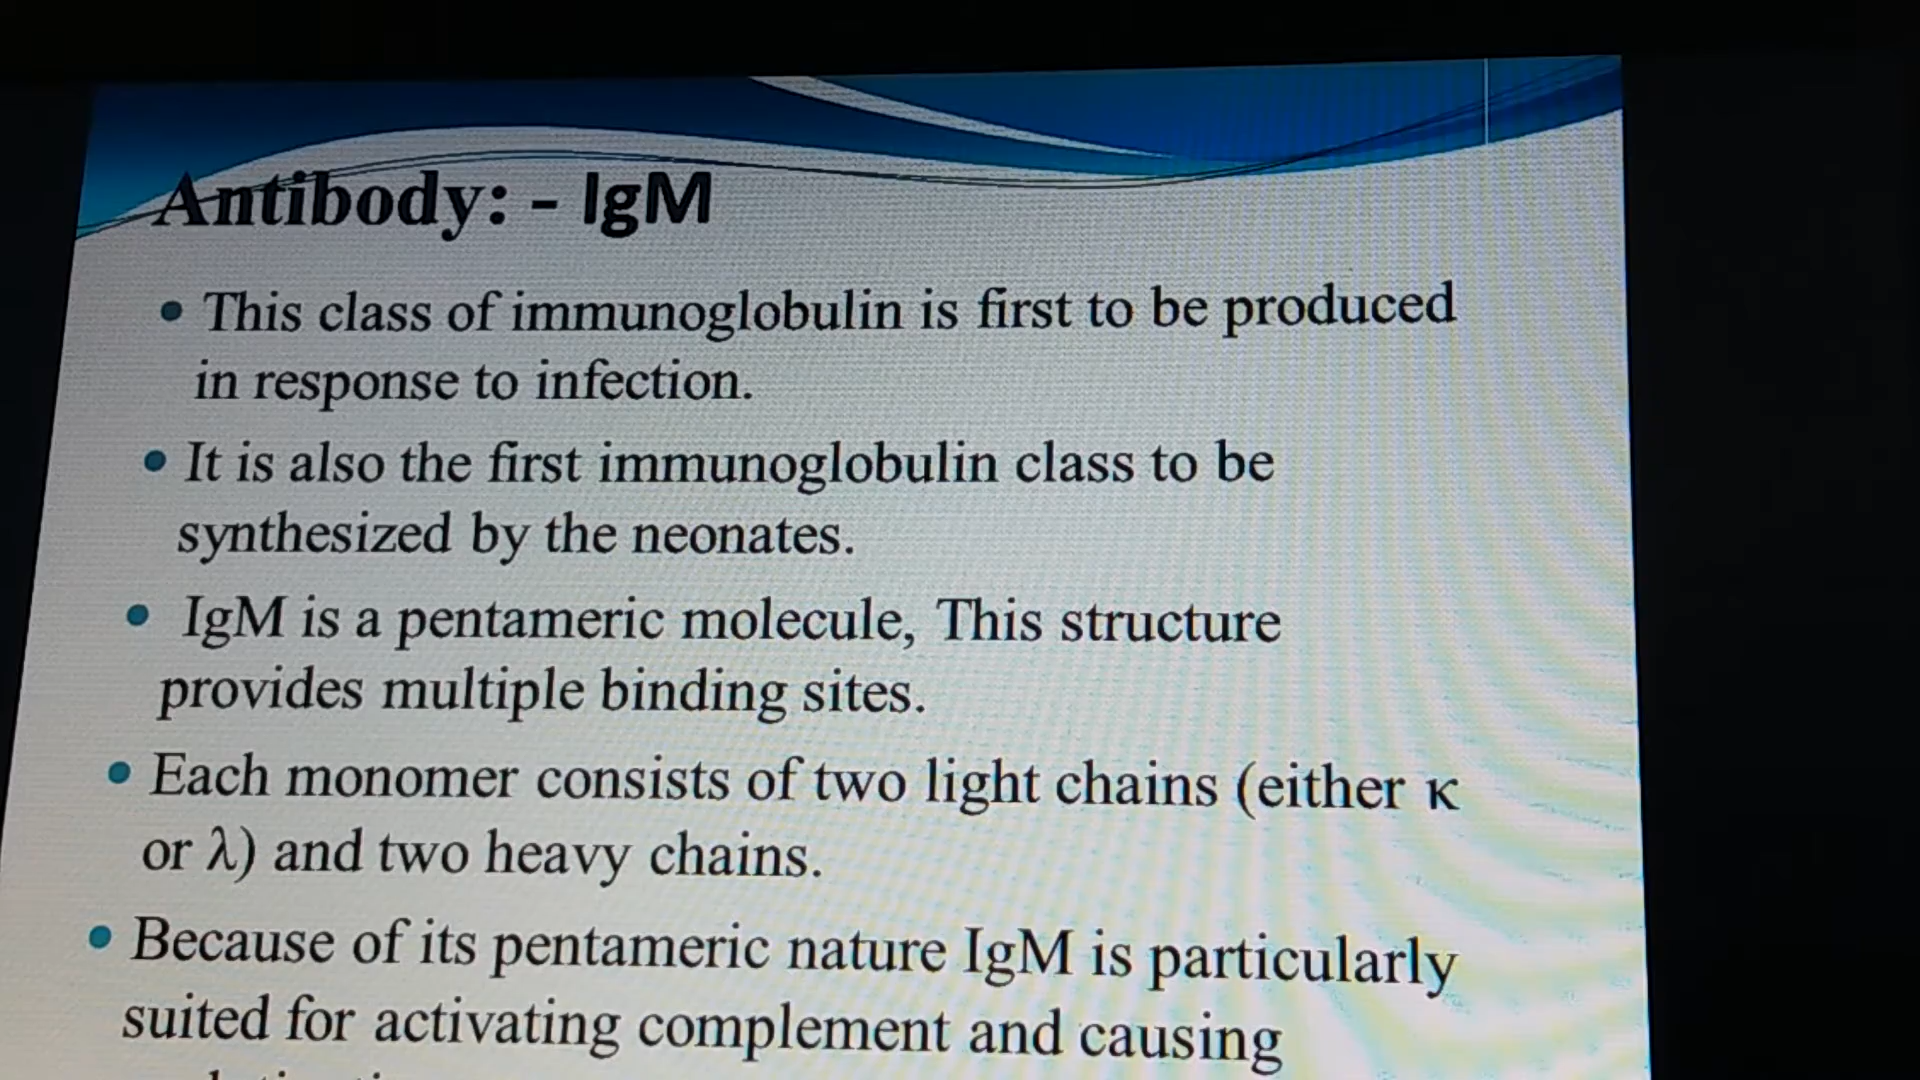 Antibody: - IgM
• This class of immunoglobulin is first to be produced
in response to infection.
• It is also the first immunoglobulin class to be
synthesized by the neonates.
• IgM is a pentameric molecule, This structure
provides multiple binding sites.
• Each monomer consists of two light chains (either κ
or λ) and two heavy chains.
• Because of its pentameric nature IgM is particularly
suited for activating complement and causing